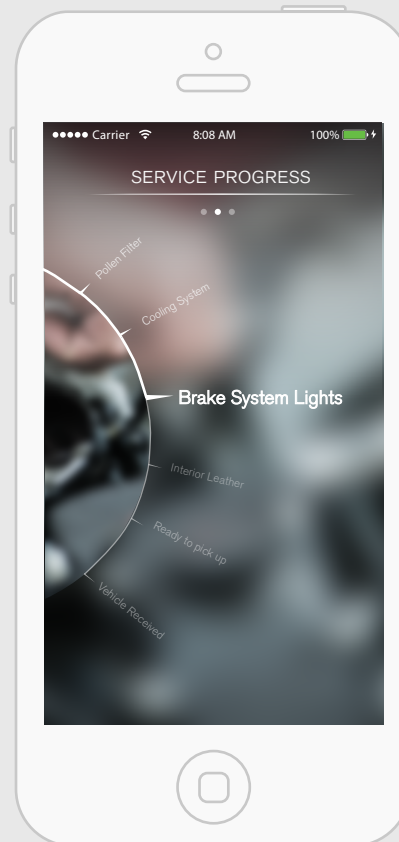 Carrier 8:08 AM 100%
SERVICE PROGRESS
Pollen Filter
Cooling System
Brake System Lights
Interior Leather
Ready to pick up
Vehicle Received